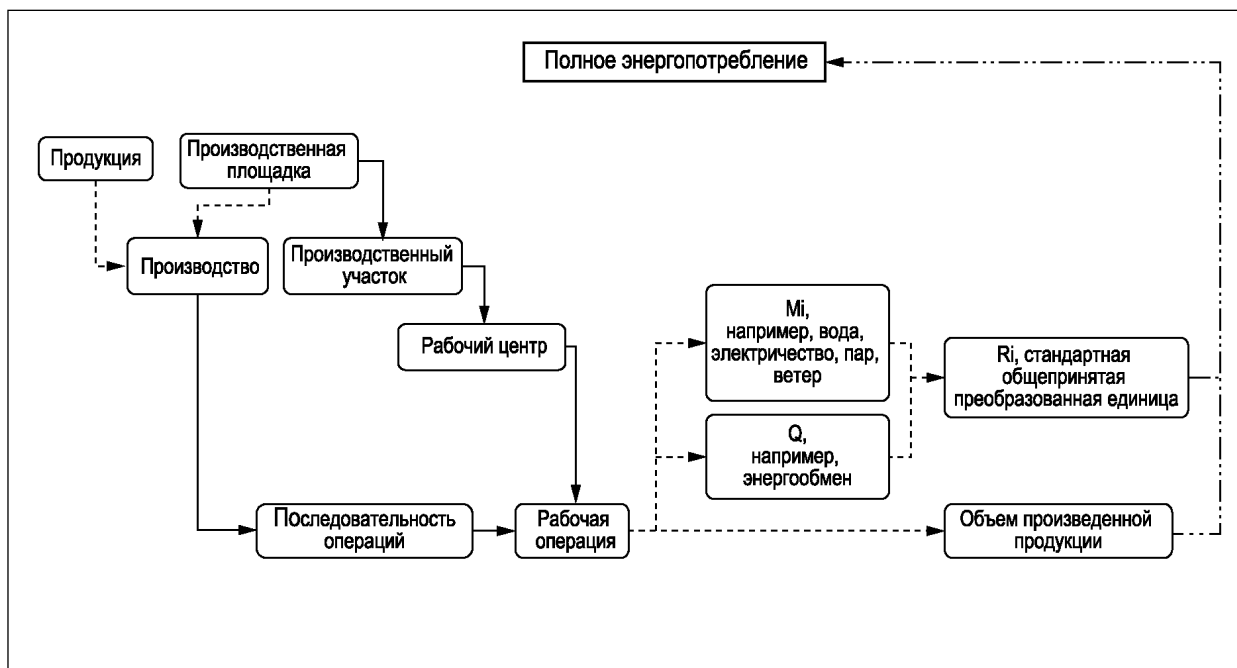 Полное энергопотребление
Продукция
Производственная
площадка
Производство
Производственный
участок
Рабочий центр
Mi,
например, вода,
электричество, пар,
ветер
Ri, стандартная
общепринятая
преобразованная единица
Q,
например,
энергообмен
Последовательность
операций
Рабочая
операция
Объем произведенной
продукции